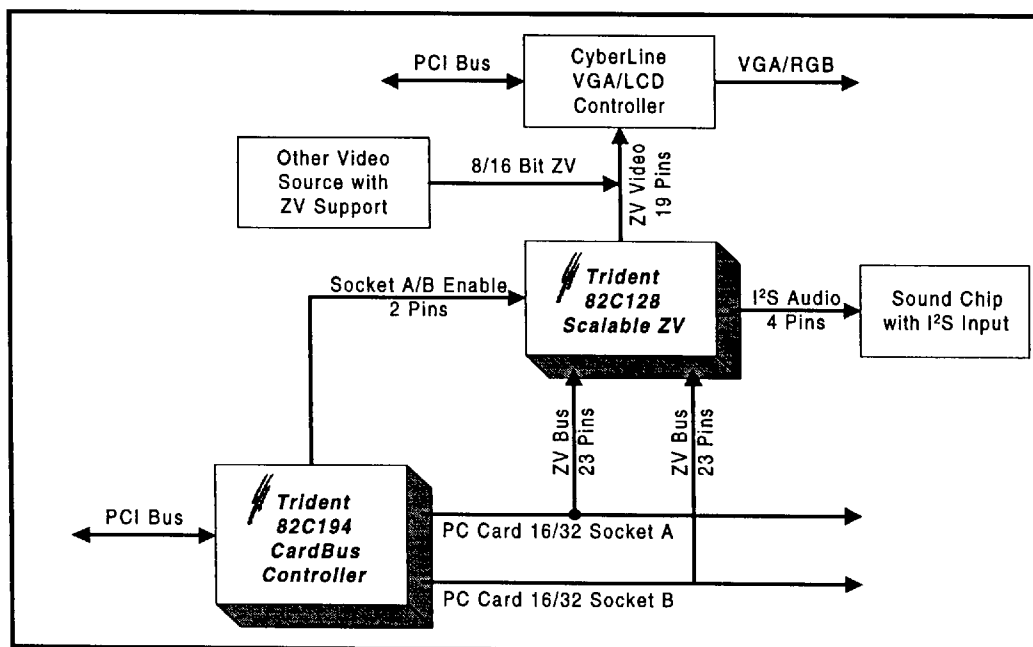 PCI Bus
CyberLine
VGA/LCD
Controller
VGA/RGB
Other Video
Source with
ZV Support
8/16 Bit ZV
ZV Video
19 Pins
Socket A/B Enable
2 Pins
Trident
82C128
Scalable ZV
I²S Audio
4 Pins
Sound Chip
with I²S Input
ZV Bus
23 Pins
ZV Bus
23 Pins
PCI Bus
Trident
82C194
CardBus
Controller
PC Card 16/32 Socket A
PC Card 16/32 Socket B